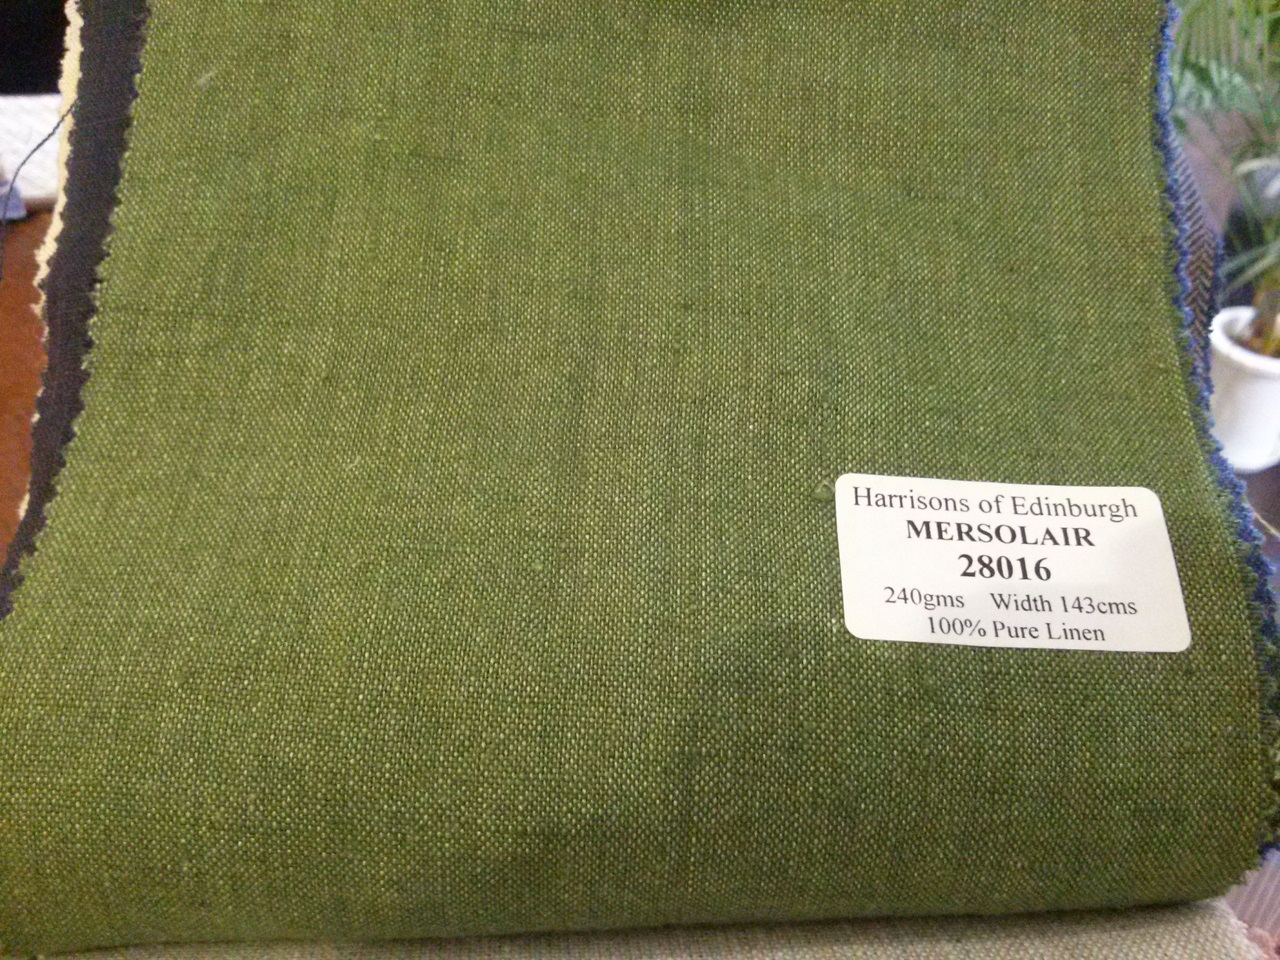 Harrisons of Edinburgh
MERSOLAIR
28016
240gms Width 143cms
100% Pure Linen